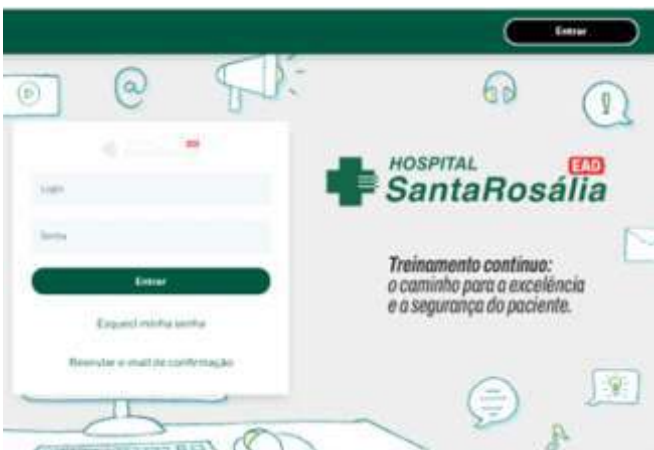 Entrar
Login
Senha
Entrar
Esqueci minha senha
Reenviar e-mail de confirmação
HOSPITAL
EAD
SantaRosália
Treinamento contínuo:
o caminho para a excelência
e a segurança do paciente.